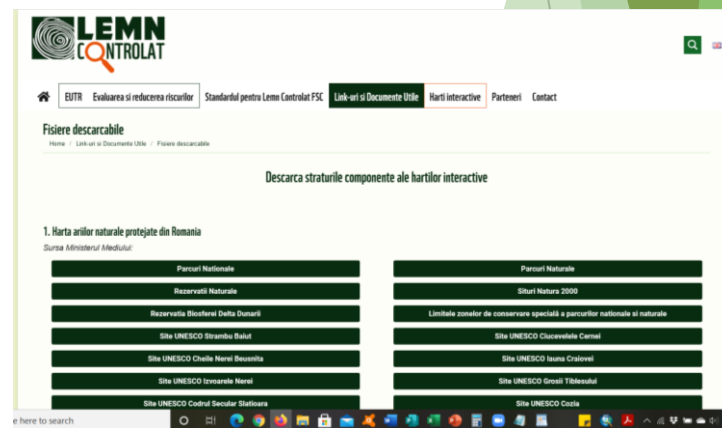 LEMN
CONTROLAT
EUTR Evaluarea si reducerea riscurilor Standardul pentru Lemn Controlat FSC Link-uri si Documente Utile Harti interactive Parteneri Contact
Fisiere descarcabile
Home / Link-uri si Documente Utile / Fisiere descarcabile
Descarca straturile componente ale hartilor interactive
1. Harta ariilor naturale protejate din Romania
Sursa Ministerul Mediului:
Parcuri Nationale Parcuri Naturale
Rezervatii Naturale Situri Natura 2000
Rezervatia Biosferei Delta Dunarii Limitele zonelor de conservare specială a parcurilor nationale si naturale
Site UNESCO Strambu Baiut Site UNESCO Ciucevelele Cernei
Site UNESCO Cheile Nerei Beusnita Site UNESCO Iauna Craiovei
Site UNESCO Izvoarele Nerei Site UNESCO Grosii Tiblesului
Site UNESCO Codrul Secular Slatioara Site UNESCO Cozia
e here to search